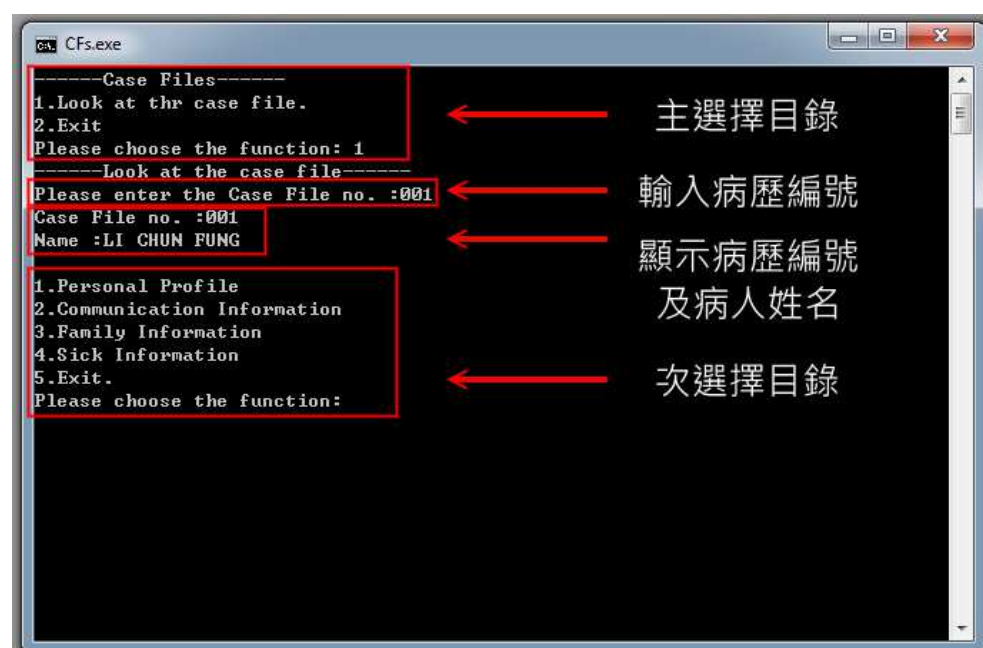 CFs.exe
------Case Files------
1.Look at thr case file.
2.Exit
Please choose the function: 1
------Look at the case file------
Please enter the Case File no. :001
Case File no. :001
Name :LI CHUN FUNG
1.Personal Profile
2.Communication Information
3.Family Information
4.Sick Information
5.Exit.
Please choose the function:
主選擇目錄
輸入病歷編號
顯示病歷編號
及病人姓名
次選擇目錄